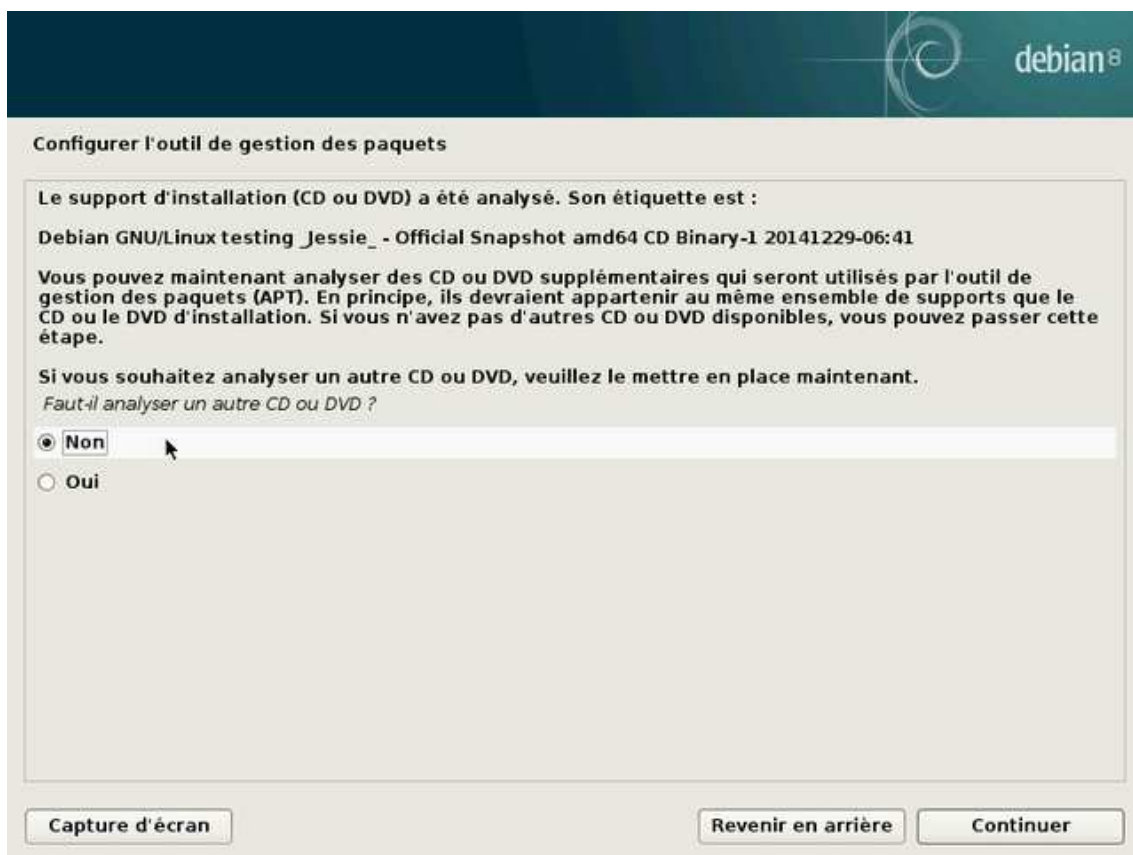 debian 8
Configurer l'outil de gestion des paquets
Le support d'installation (CD ou DVD) a été analysé. Son étiquette est :
Debian GNU/Linux testing _Jessie_ - Official Snapshot amd64 CD Binary-1 20141229-06:41
Vous pouvez maintenant analyser des CD ou DVD supplémentaires qui seront utilisés par l'outil de
gestion des paquets (APT). En principe, ils devraient appartenir au même ensemble de supports que le
CD ou le DVD d'installation. Si vous n'avez pas d'autres CD ou DVD disponibles, vous pouvez passer cette
étape.
Si vous souhaitez analyser un autre CD ou DVD, veuillez le mettre en place maintenant.
Faut-il analyser un autre CD ou DVD ?
Non
Oui
Capture d'écran
Revenir en arrière
Continuer